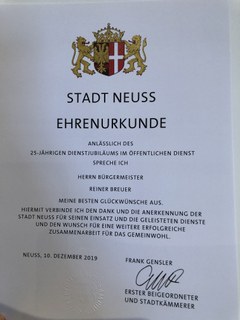 STADT NEUSS
EHRENURKUNDE
ANLÄSSLICH DES
25-JÄHRIGEN DIENSTJUBILÄUMS IM ÖFFENTLICHEN DIENST
SPRECHE ICH
HERRN BÜRGERMEISTER
REINER BREUER
MEINE BESTEN GLÜCKWÜNSCHE AUS.
HIERMIT VERBINDE ICH DEN DANK UND DIE ANERKENNUNG DER
STADT NEUSS FÜR SEINEN EINSATZ UND DIE GELEISTETEN DIENSTE
UND DEN WUNSCH FÜR EINE WEITERE ERFOLGREICHE
ZUSAMMENARBEIT FÜR DAS GEMEINWOHL.
NEUSS, 10. DEZEMBER 2019
FRANK GENSLER
ERSTER BEIGEORDNETER
UND STADTKÄMMERER